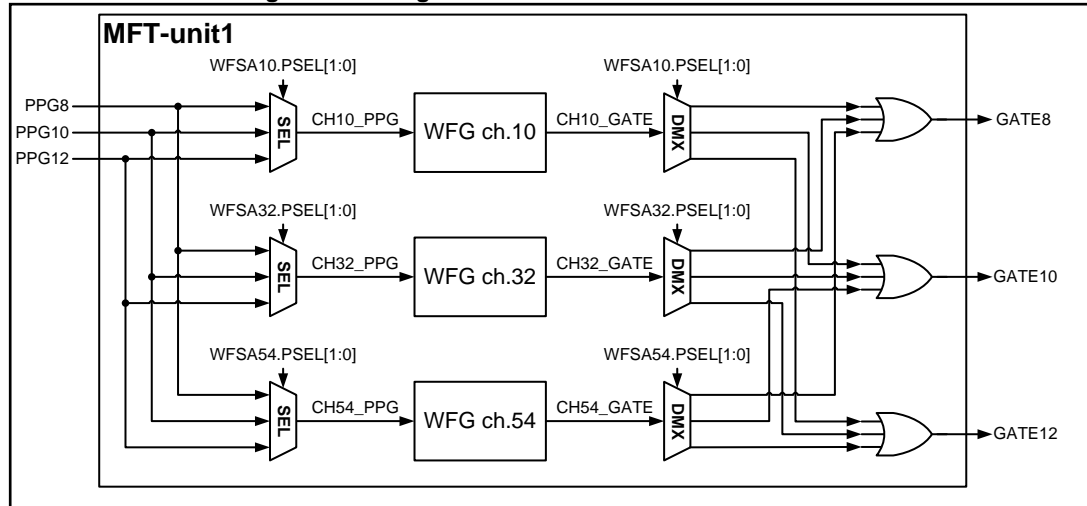 MFT-unit1
WFSA10.PSEL[1:0]
WFSA10.PSEL[1:0]
PPG8
PPG10
PPG12
SEL
CH10_PPG
WFG ch.10
CH10_GATE
DMX
GATE8
WFSA32.PSEL[1:0]
WFSA32.PSEL[1:0]
SEL
CH32_PPG
WFG ch.32
CH32_GATE
DMX
GATE10
WFSA54.PSEL[1:0]
WFSA54.PSEL[1:0]
SEL
CH54_PPG
WFG ch.54
CH54_GATE
DMX
GATE12